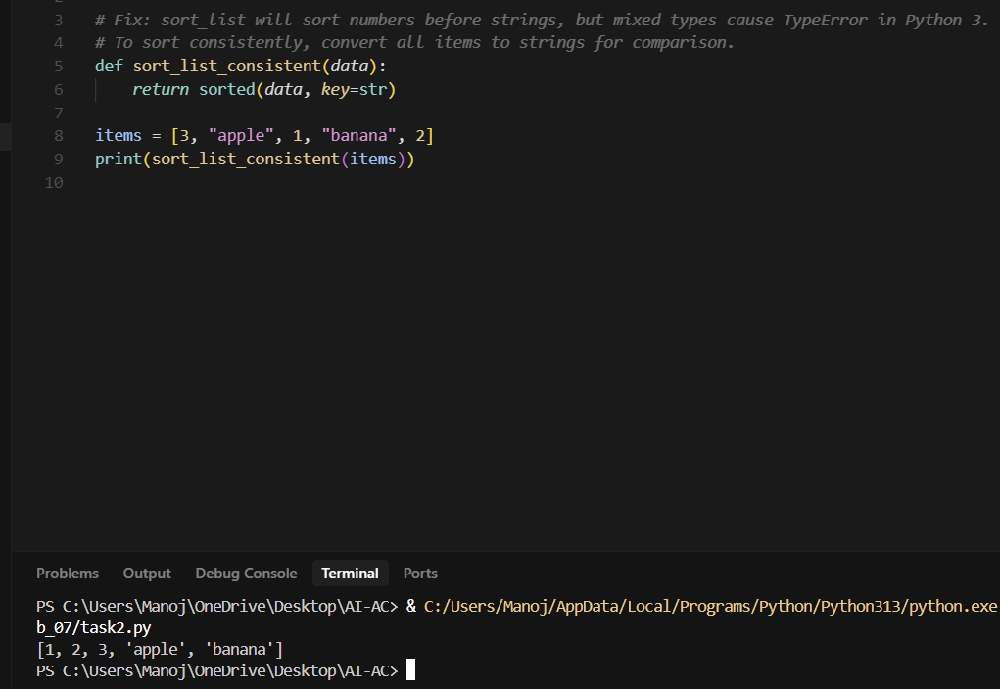 3 # Fix: sort_list will sort numbers before strings, but mixed types cause TypeError in Python 3.
4 # To sort consistently, convert all items to strings for comparison.
5 def sort_list_consistent(data):
6     return sorted(data, key=str)
7
8 items = [3, "apple", 1, "banana", 2]
9 print(sort_list_consistent(items))
10
Problems Output Debug Console Terminal Ports
PS C:\Users\Manoj\OneDrive\Desktop\AI-AC> & C:/Users/Manoj/AppData/Local/Programs/Python/Python313/python.exe
b_07/task2.py
[1, 2, 3, 'apple', 'banana']
PS C:\Users\Manoj\OneDrive\Desktop\AI-AC>